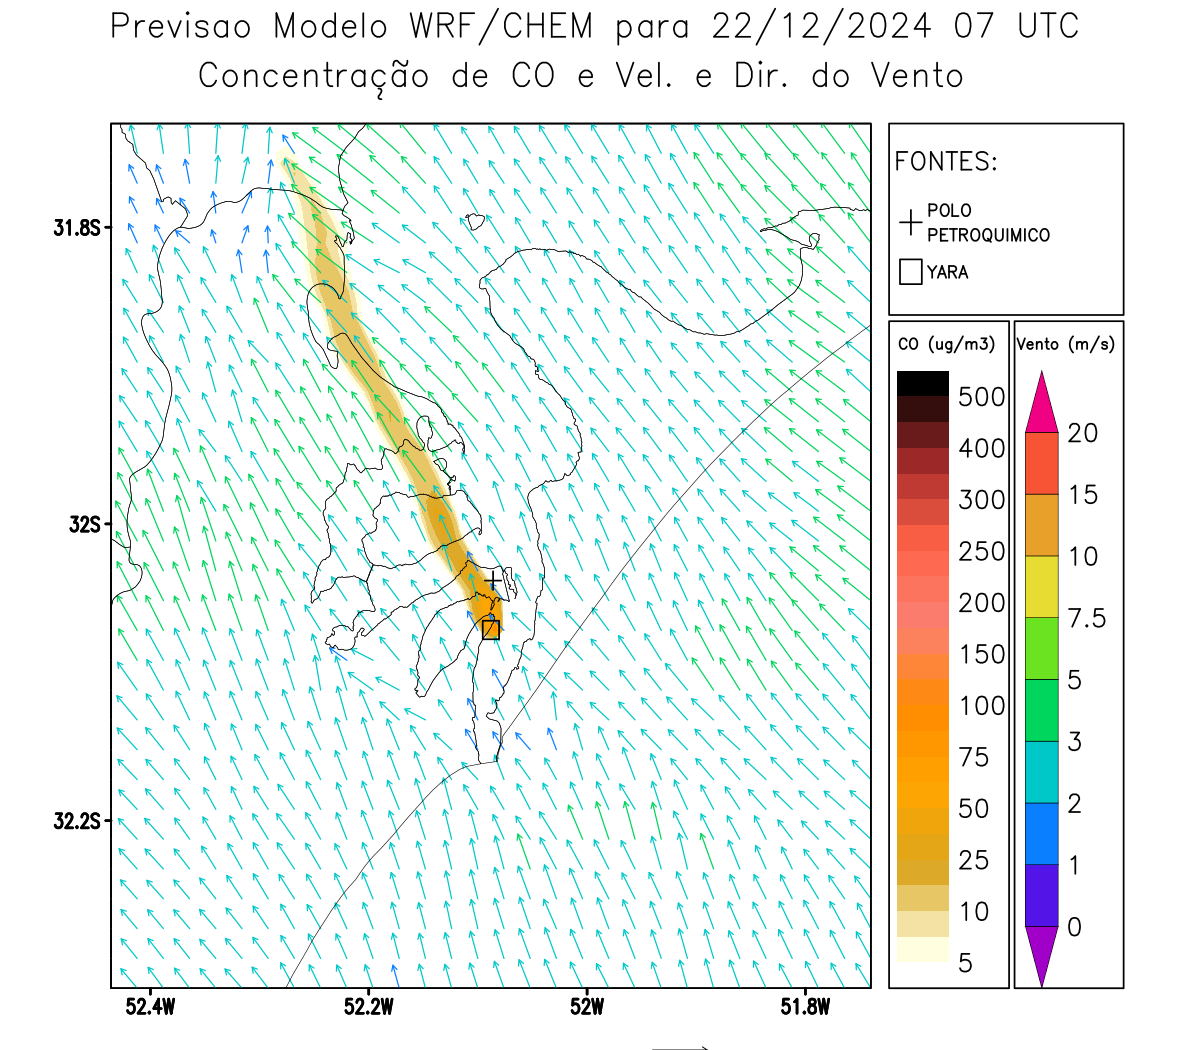 Previsao Modelo WRF/CHEM para 22/12/2024 07 UTC
Concentração de CO e Vel. e Dir. do Vento
FONTES:
POLO
PETROQUIMICO
YARA
CO (ug/m3)
500
400
300
250
200
150
100
75
50
25
10
5
Vento (m/s)
20
15
10
7.5
5
3
2
1
0
31.8S
32S
32.2S
52.4W
52.2W
52W
51.8W